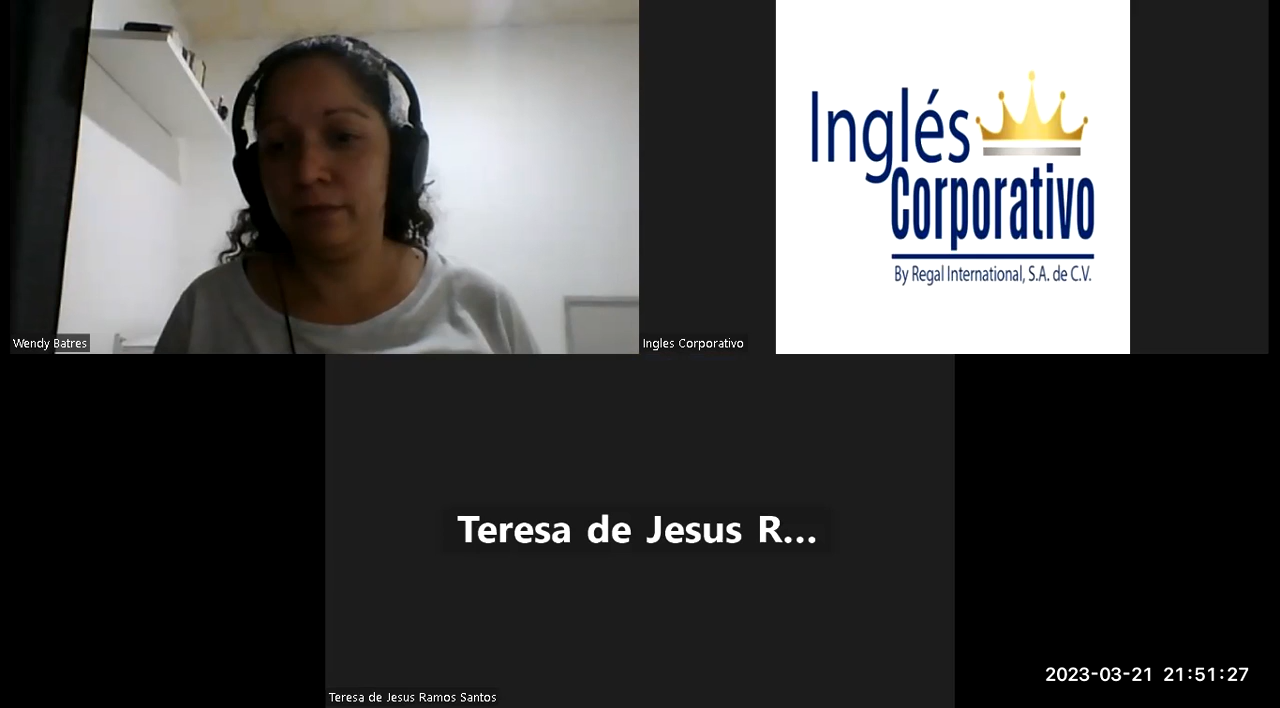 Inglés
Corporativo
By Regal International, S.A. de C.V.
Wendy Batres
Ingles Corporativo
Teresa de Jesus R...
Teresa de Jesus Ramos Santos
2023-03-21 21:51:27